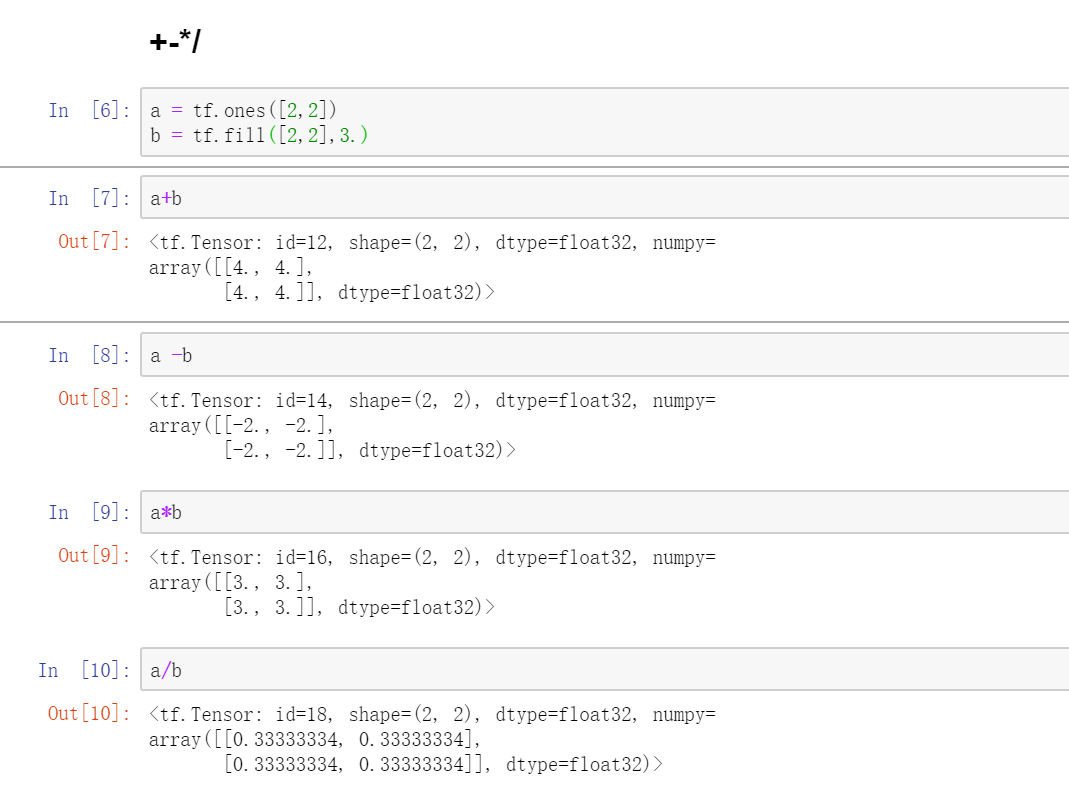 +-*/
In [6]: a = tf.ones([2,2])
b = tf.fill([2,2],3.)
In [7]: a+b
Out[7]: <tf.Tensor: id=12, shape=(2, 2), dtype=float32, numpy=
array([[4., 4.],
[4., 4.]], dtype=float32)>
In [8]: a -b
Out[8]: <tf.Tensor: id=14, shape=(2, 2), dtype=float32, numpy=
array([[-2., -2.],
[-2., -2.]], dtype=float32)>
In [9]: a*b
Out[9]: <tf.Tensor: id=16, shape=(2, 2), dtype=float32, numpy=
array([[3., 3.],
[3., 3.]], dtype=float32)>
In [10]: a/b
Out[10]: <tf.Tensor: id=18, shape=(2, 2), dtype=float32, numpy=
array([[0.33333334, 0.33333334],
[0.33333334, 0.33333334]], dtype=float32)>